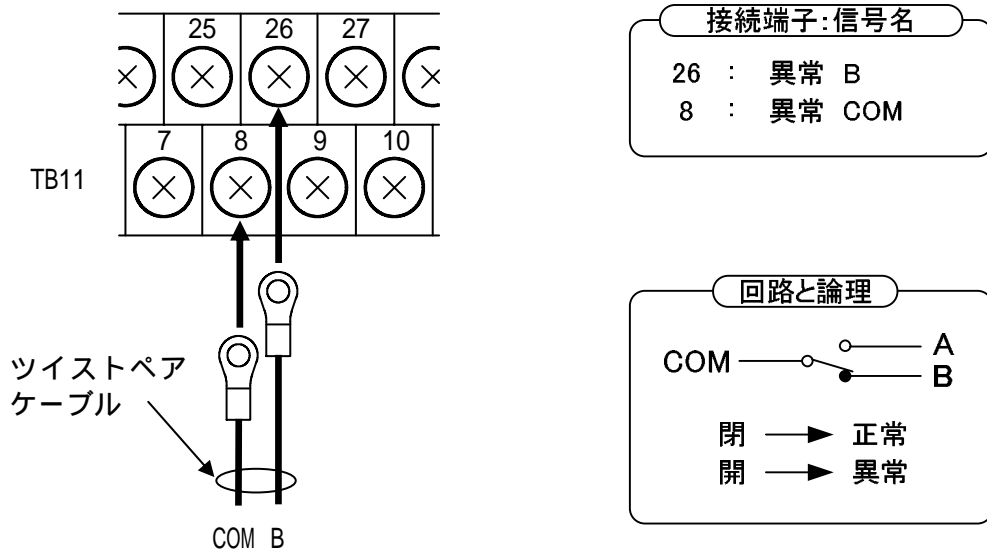 25 26 27
7 8 9 10
TB11
ツイストペア
ケーブル
COM B
接続端子:信号名
26 : 異常 B
8 : 異常 COM
回路と論理
A
COM
B
閉 → 正常
開 → 異常